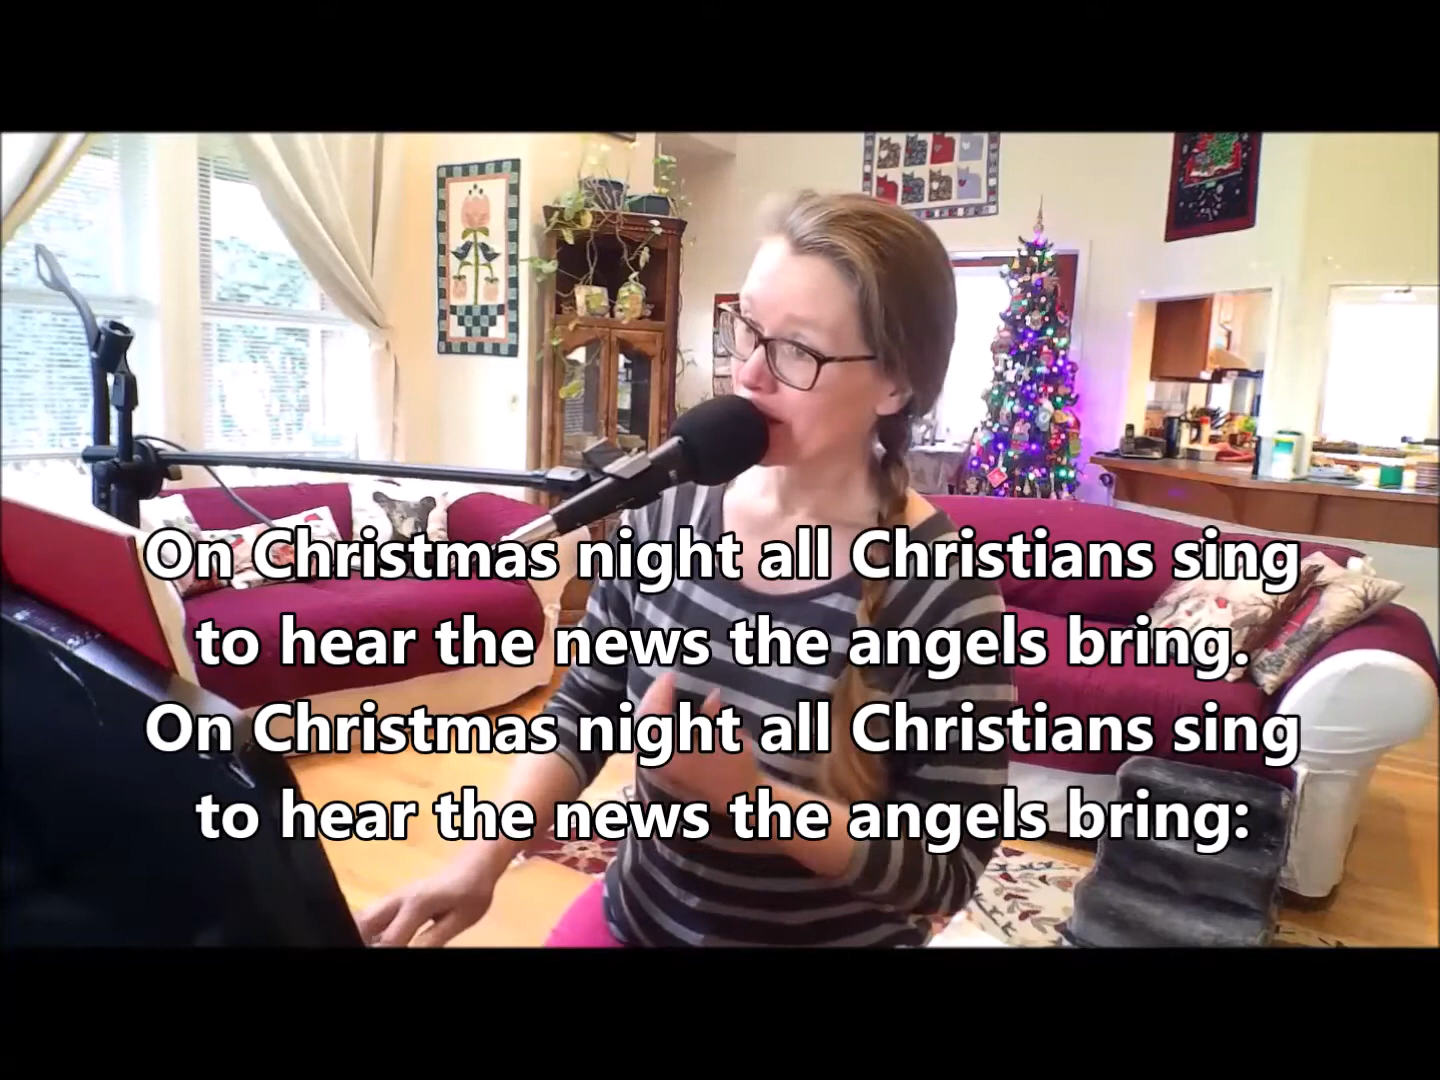 On Christmas night all Christians sing
to hear the news the angels bring.
On Christmas night all Christians sing
to hear the news the angels bring: